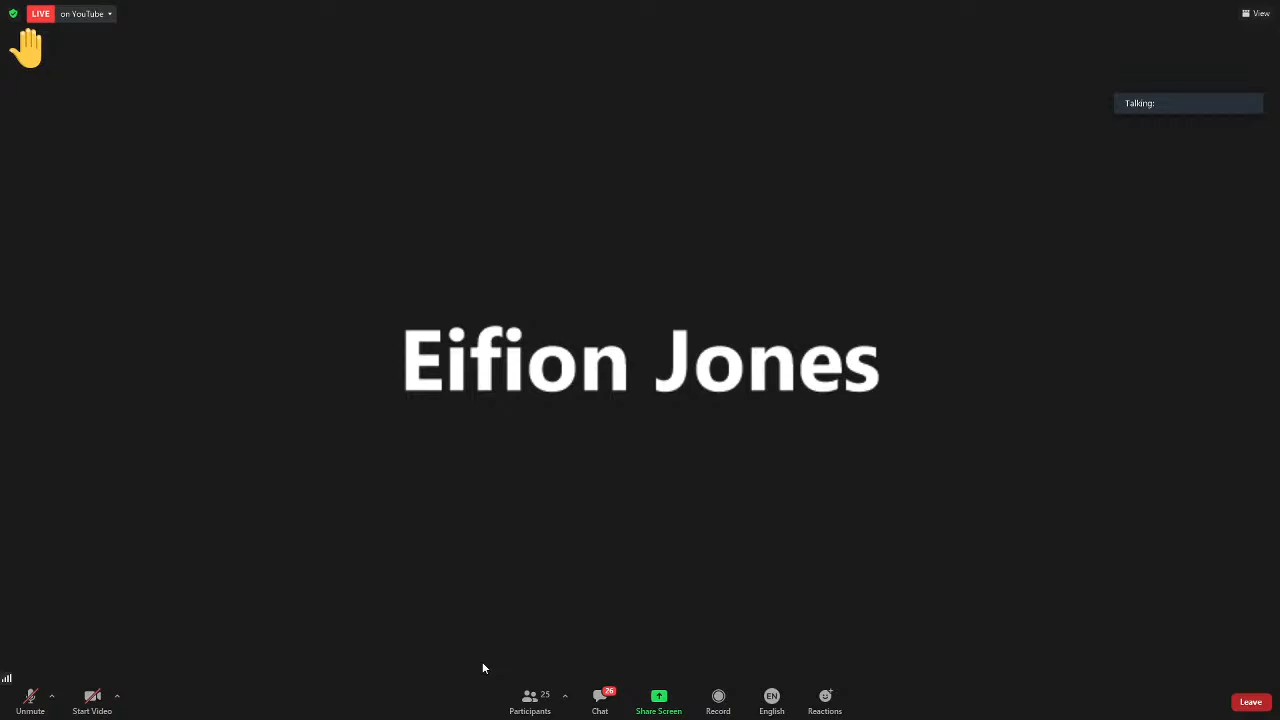 LIVE on YouTube
View
Talking:
Eifion Jones
25
26
EN
Unmute
Start Video
Participants
Chat
Share Screen
Record
English
Reactions
Leave